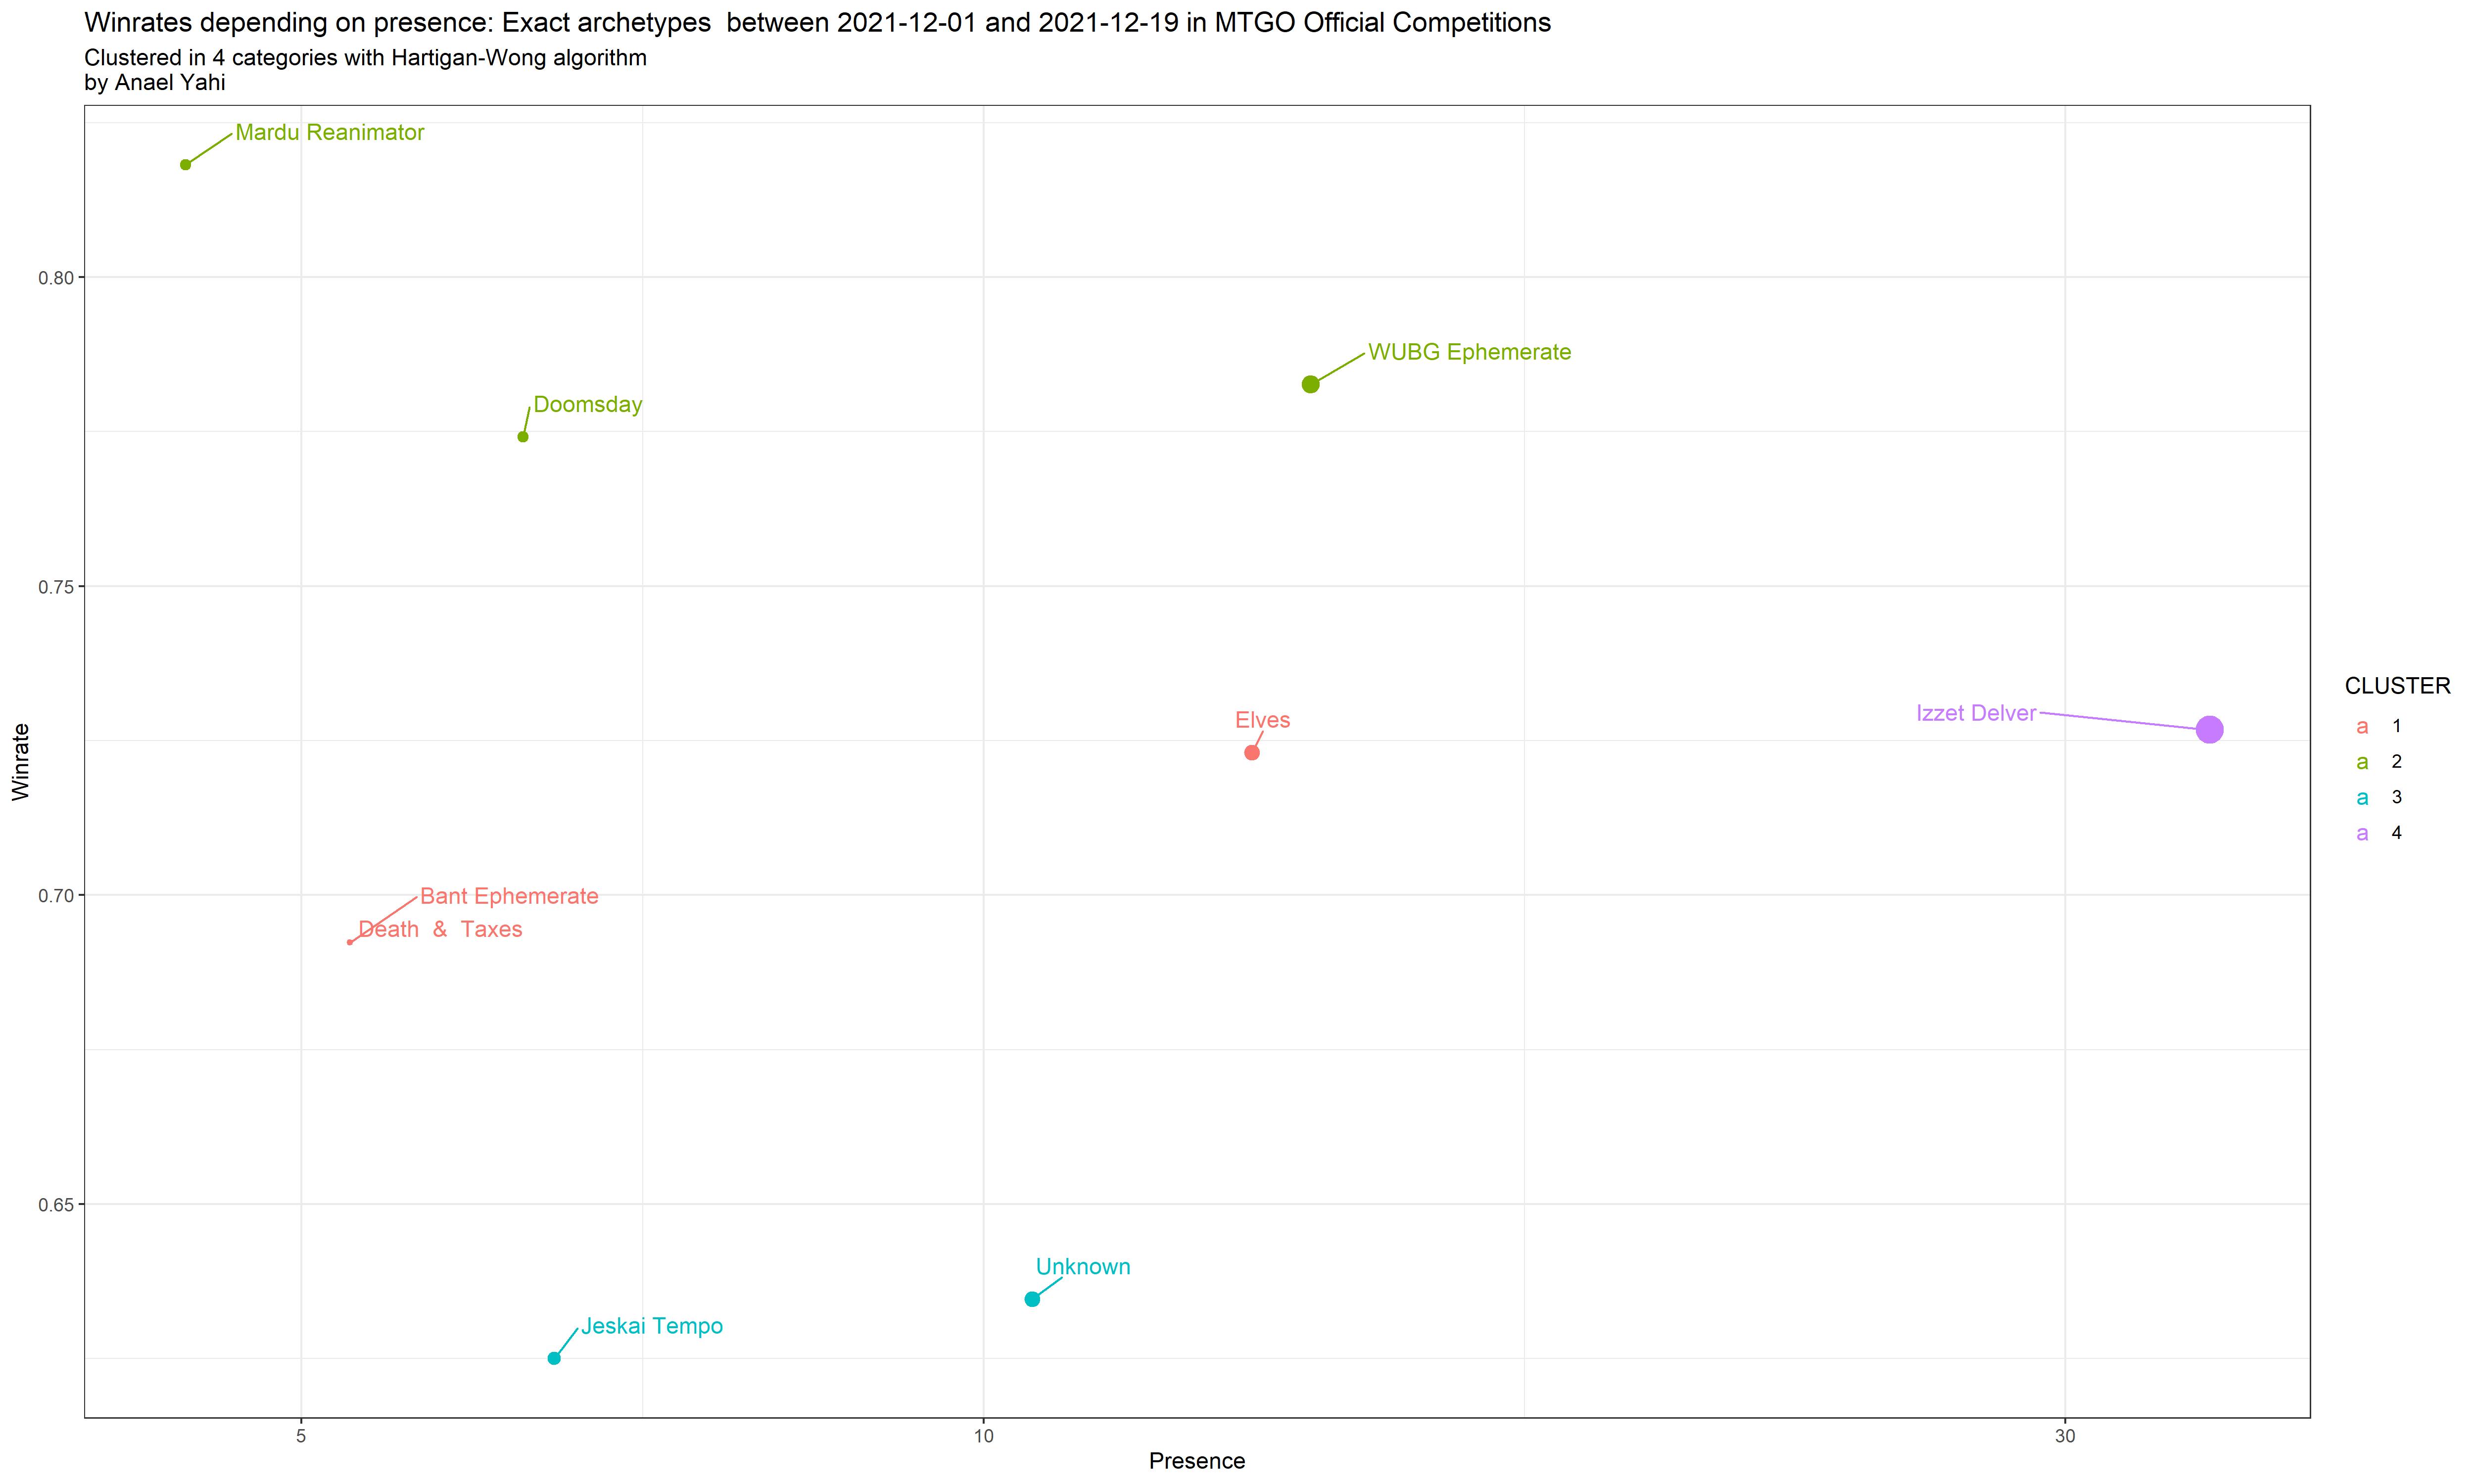 Winrates depending on presence: Exact archetypes  between 2021-12-01 and 2021-12-19 in MTGO Official Competitions
Clustered in 4 categories with Hartigan-Wong algorithm
by Anael Yahi
Mardu Reanimator
0.80
WUBG Ephemerate
Doomsday
0.75
Elves
Izzet Delver
Winrate
0.70
Bant Ephemerate
Death  &  Taxes
0.65
Unknown
Jeskai Tempo
5
10
30
Presence
CLUSTER
a 1
a 2
a 3
a 4